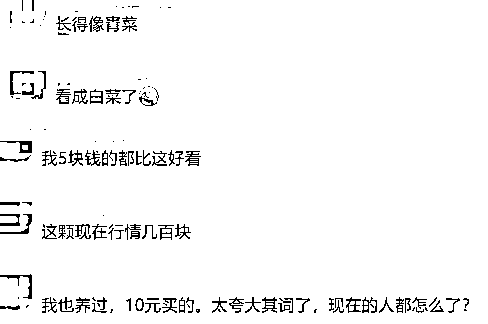 长得像青菜
看成白菜了
我5块钱的都比这好看
这颗现在行情几百块
我也养过，10元买的。太夸大其词了，现在的人都怎么了？